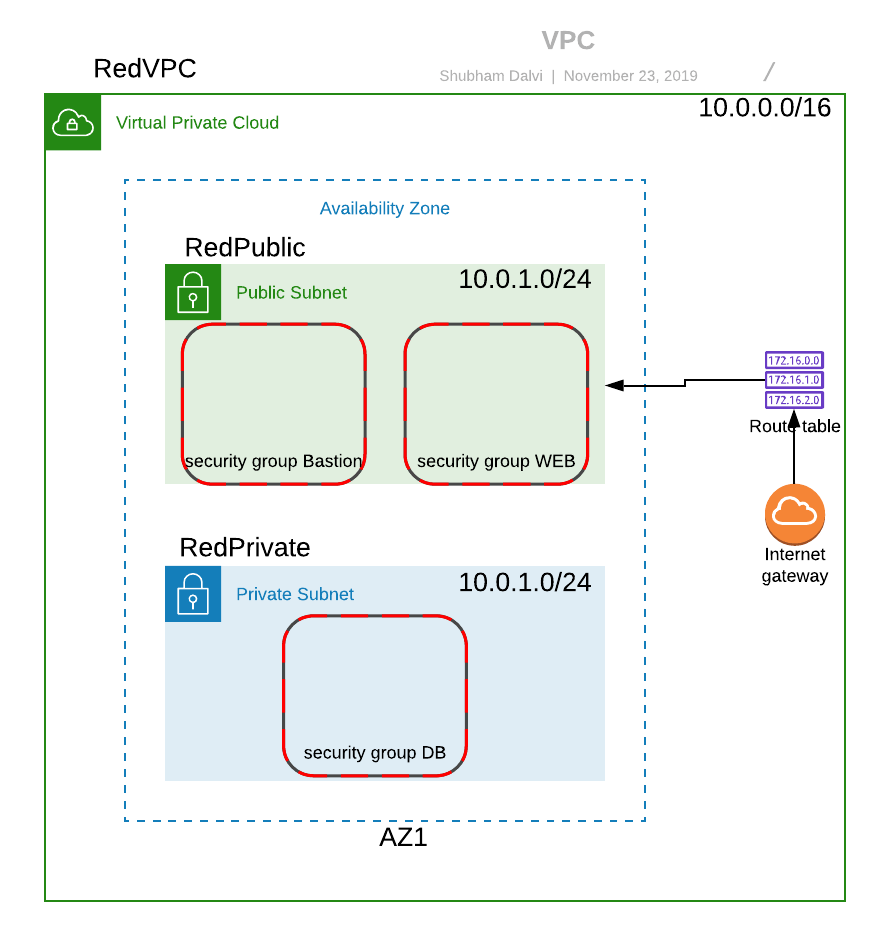 VPC
RedVPC
Shubham Dalvi | November 23, 2019
/
10.0.0.0/16
Virtual Private Cloud
Availability Zone
RedPublic
10.0.1.0/24
Public Subnet
172.16.0.0
172.16.1.0
172.16.2.0
Route table
security group Bastion
security group WEB
Internet
gateway
RedPrivate
10.0.1.0/24
Private Subnet
security group DB
AZ1